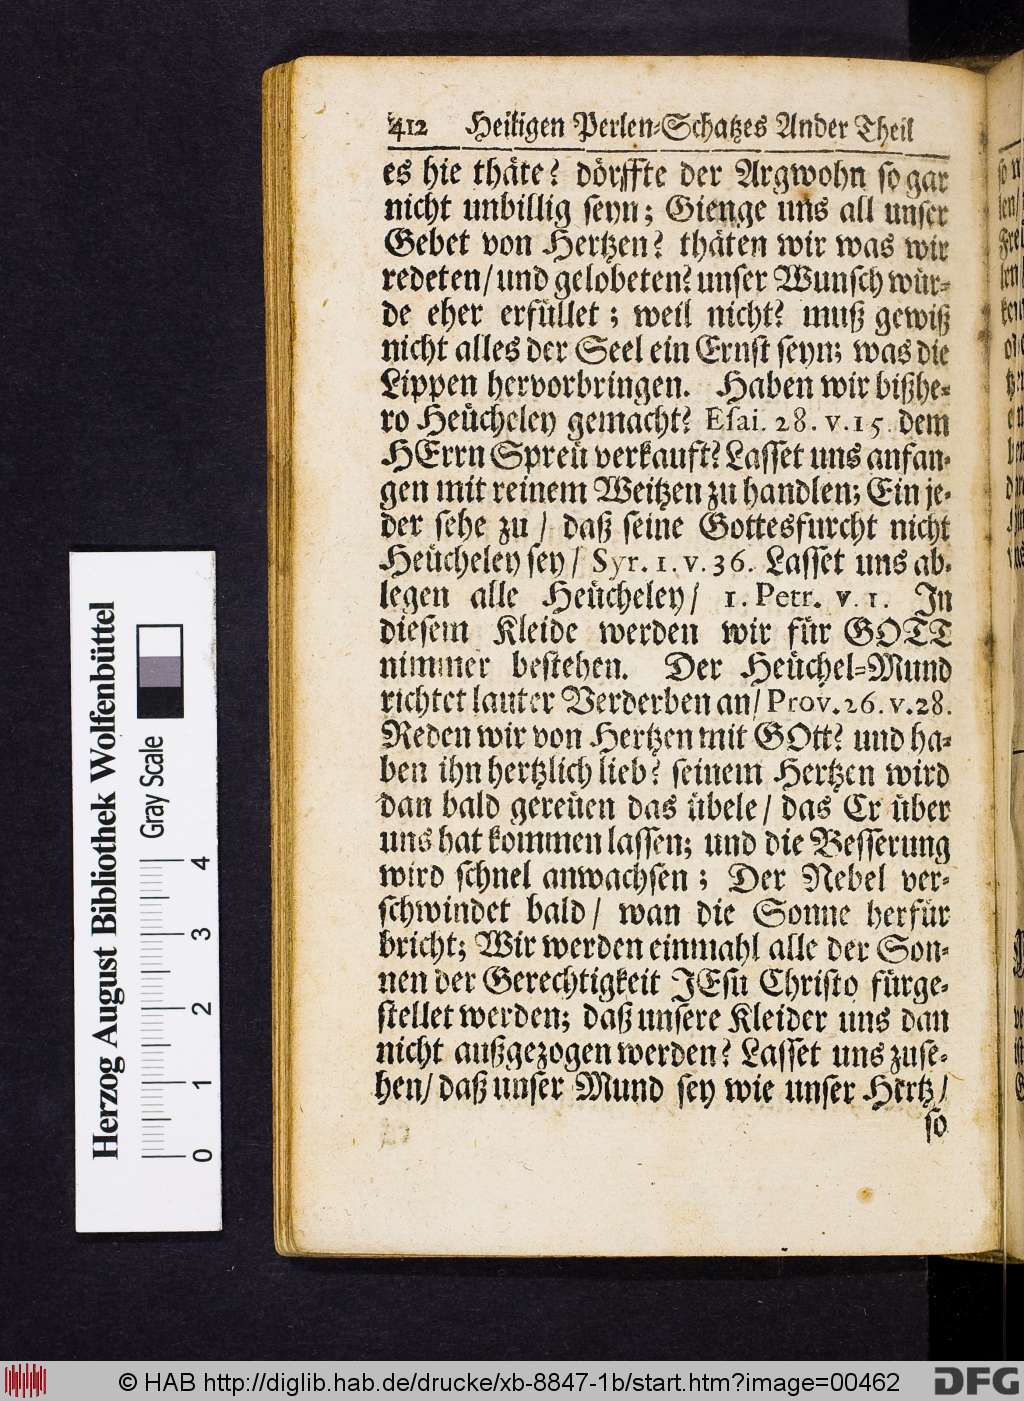 412 Heiligen Perlen-Schatzes Ander Theil
es hie thäte? dörffte der Argwohn so gar
nicht unbillig seyn; Gienge uns all unser
Gebet von Hertzen? thäten wir was wir
redeten/ und gelobeten? unser Wunsch wür-
de eher erfüllet; weil nicht? muß gewiß
nicht alles der Seel ein Ernst seyn; was die
Lippen hervorbringen. Haben wir bißhe-
ro Heücheley gemacht? Esai. 28. v. 15. dem
HErrn Spreü verkauft? Lasset uns anfan-
gen mit reinem Weitzen zu handlen; Ein je-
der sehe zu / daß seine Gottesfurcht nicht
Heücheley sey/ Syr. 1. v. 36. Lasset uns ab-
legen alle Heücheley/ 1. Petr. v. 1. In
diesem Kleide werden wir für GOTT
nimmer bestehen. Der Heüchel-Mund
richtet lauter Verderben an/ Prov. 26. v. 28.
Reden wir von Hertzen mit GOtt? und ha-
ben ihn hertzlich lieb? seinem Hertzen wird
dan bald gereüen das übele / das Er über
uns hat kommen lassen; und die Besserung
wird schnel anwachsen; Der Nebel ver-
schwindet bald/ wan die Sonne herfür
bricht; Wir werden einmahl alle der Son-
nen der Gerechtigkeit JEsu Christo fürge-
stellet werden; daß unsere Kleider uns dan
nicht außgezogen werden? Lasset uns zuse-
hen/ daß unser Mund sey wie unser Hertz/
so
Herzog August Bibliothek Wolfenbüttel
Gray Scale
0 1 2 3 4
© HAB http://diglib.hab.de/drucke/xb-8847-1b/start.htm?image=00462
DFG